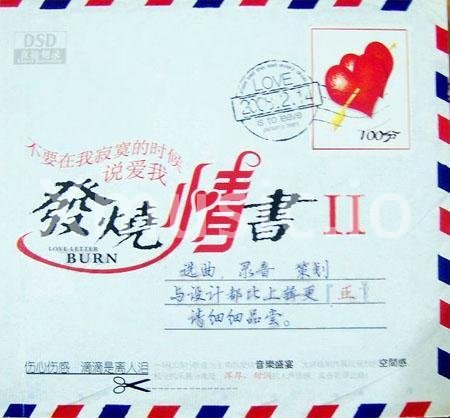 DSD
LOVE
2005.2.14
is to leave
100分
不要在我寂寞的时候
说爱我
發燒情書II
LOVE LETTER
BURN
选曲、录音、策划
与设计都比上辑更『正』
请细细品尝。
伤心伤感 滴滴是离人泪
音樂盛宴
空間感